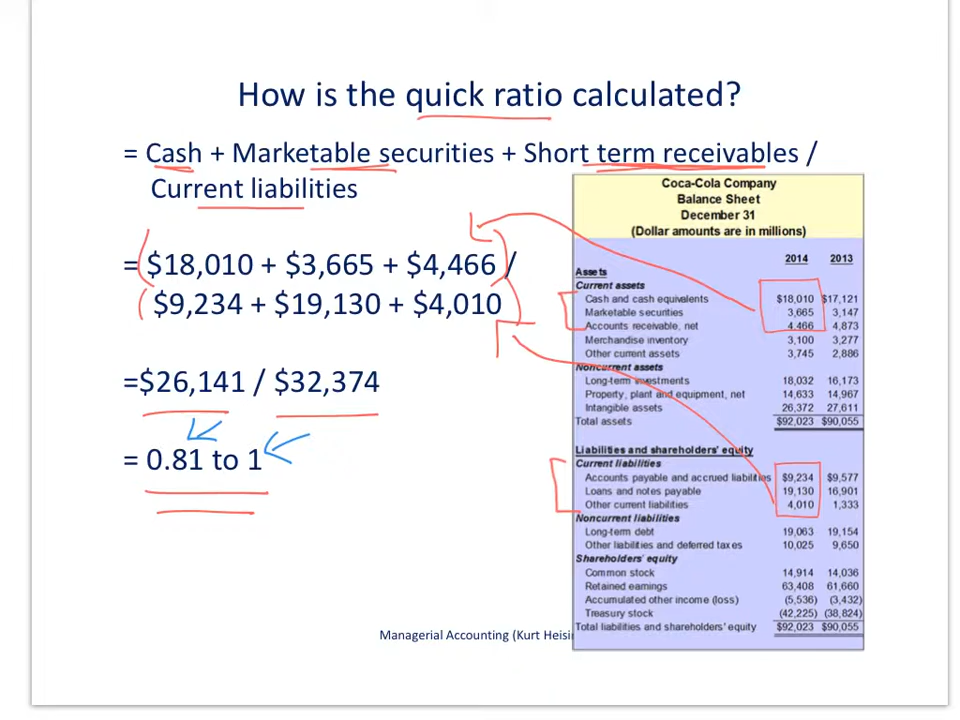 How is the quick ratio calculated?
= Cash + Marketable securities + Short term receivables /
Current liabilities
= $18,010 + $3,665 + $4,466 /
$9,234 + $19,130 + $4,010
=$26,141 / $32,374
= 0.81 to 1
Coca-Cola Company
Balance Sheet
December 31
(Dollar amounts are in millions)
2014 2013
Assets
Current assets
Cash and cash equivalents $18,010 $17,121
Marketable securities 3,665 3,147
Accounts receivable, net 4,466 4,873
Merchandise inventory 3,100 3,277
Other current assets 3,745 2,886
Noncurrent assets
Long-term investments 18,032 16,173
Property, plant and equipment, net 14,633 14,967
Intangible assets 26,372 27,611
Total assets $92,023 $90,055
Liabilities and shareholders' equity
Current liabilities
Accounts payable and accrued liabilities $9,234 $9,577
Loans and notes payable 19,130 16,901
Other current liabilities 4,010 1,333
Noncurrent liabilities
Long-term debt 19,063 19,154
Other liabilities and deferred taxes 10,025 9,650
Shareholders' equity
Common stock 14,914 14,036
Retained earnings 63,408 61,660
Accumulated other income (loss) (5,536) (3,432)
Treasury stock (42,225) (38,824)
Total liabilities and shareholders' equity $92,023 $90,055
Managerial Accounting (Kurt Heisin